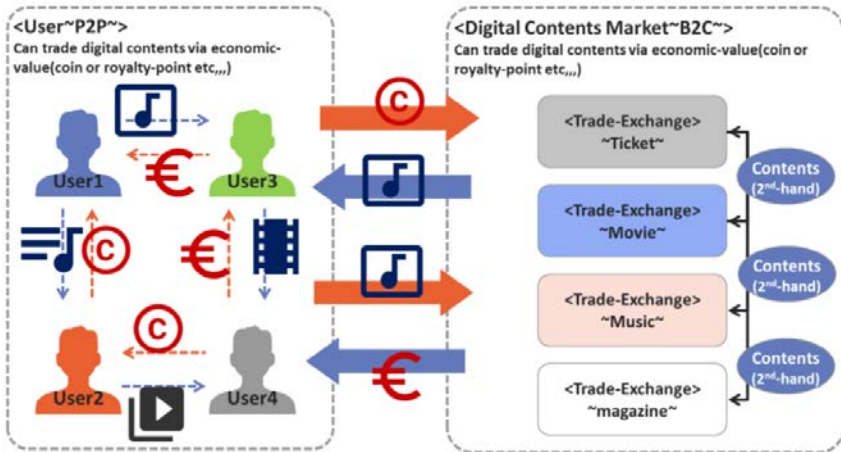 <User~P2P~>
Can trade digital contents via economic-
value(coin or royalty-point etc,,,)
User1
User3
User2
User4
C
€
C
€
C
C
€
<Digital Contents Market~B2C~>
Can trade digital contents via economic-value(coin or
royalty-point etc,,,)
<Trade-Exchange>
~Ticket~
<Trade-Exchange>
~Movie~
<Trade-Exchange>
~Music~
<Trade-Exchange>
~magazine~
Contents
(2nd-hand)
Contents
(2nd-hand)
Contents
(2nd-hand)